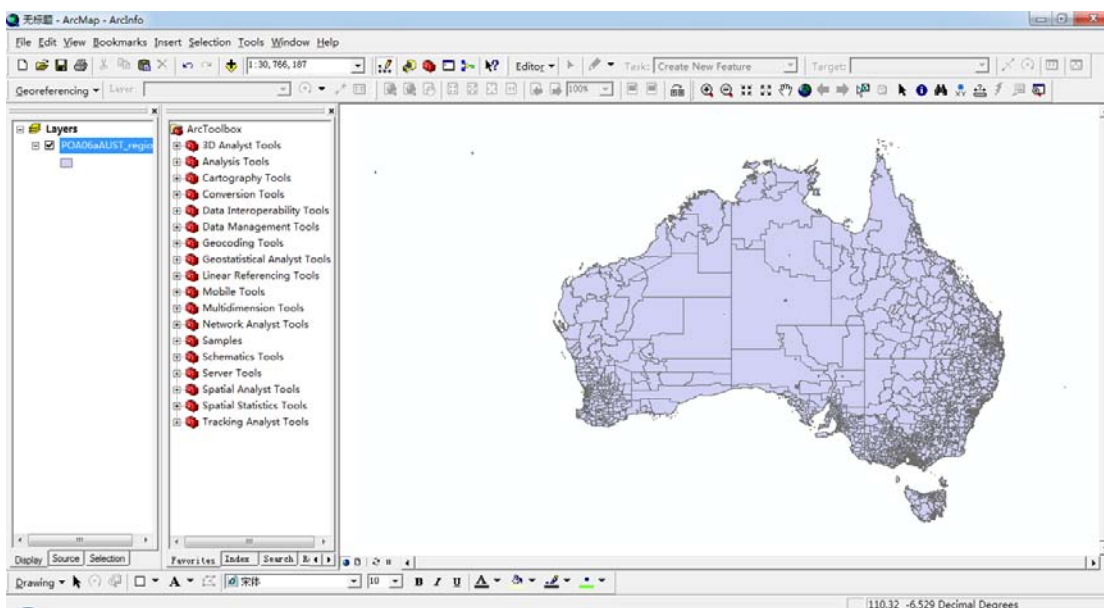 无标题 - ArcMap - ArcInfo
File Edit View Bookmarks Insert Selection Tools Window Help
1:30,766,187 Editor Task: Create New Feature Target:
Georeferencing Layer: 100%
Layers
POA06aAUST_regio
ArcToolbox
3D Analyst Tools
Analysis Tools
Cartography Tools
Conversion Tools
Data Interoperability Tools
Data Management Tools
Geocoding Tools
Geostatistical Analyst Tools
Linear Referencing Tools
Mobile Tools
Multidimension Tools
Network Analyst Tools
Samples
Schematics Tools
Server Tools
Spatial Analyst Tools
Spatial Statistics Tools
Tracking Analyst Tools
Display Source Selection
Favorites Index Search
Drawing A 宋体 10 B I U A
110.32 -6.529 Decimal Degrees